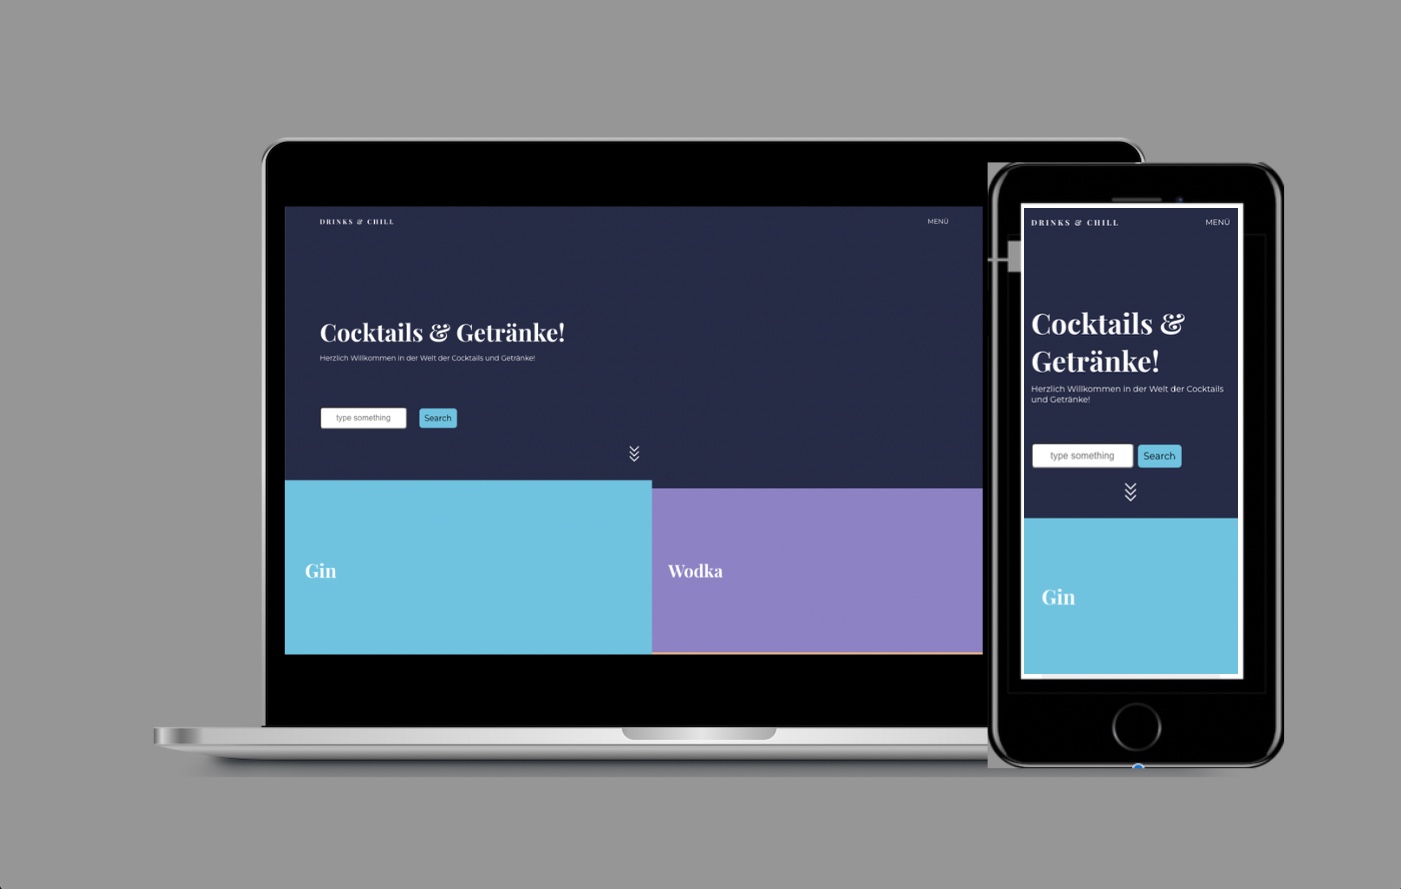 DRINKS & CHILL
MENÜ
Cocktails & Getränke!
Herzlich Willkommen in der Welt der Cocktails und Getränke!
type something
Search
Gin
Wodka
DRINKS & CHILL
MENÜ
Cocktails &
Getränke!
Herzlich Willkommen in der Welt der Cocktails
und Getränke!
type something
Search
Gin